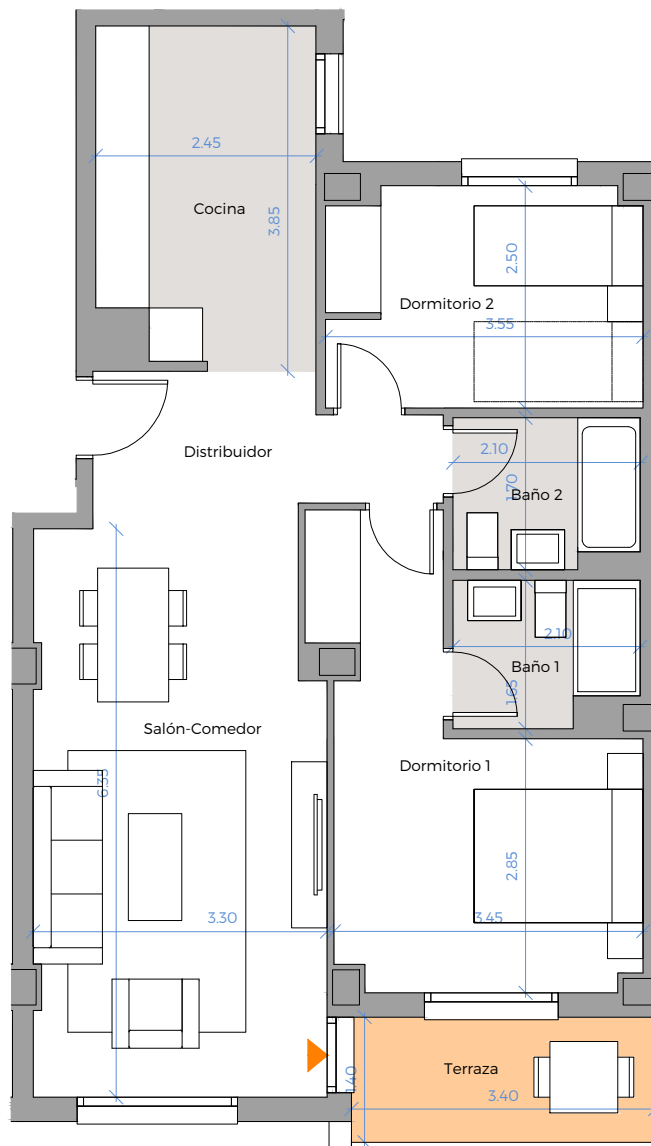 2.45
Cocina
3.85
2.50
Dormitorio 2
3.55
Distribuidor
2.10
Baño 2
1.70
2.10
Baño 1
1.65
Salón-Comedor
6.35
Dormitorio 1
2.85
3.30
3.45
Terraza
1.40
3.40